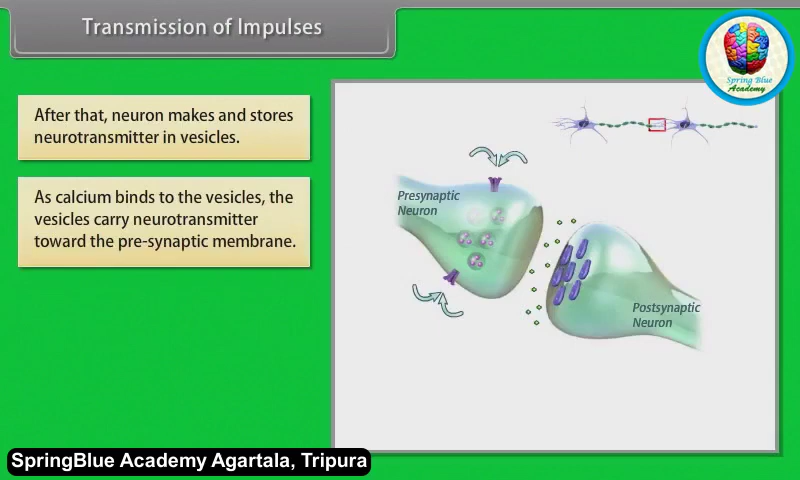 Transmission of Impulses
Spring Blue
Academy
After that, neuron makes and stores
neurotransmitter in vesicles.
As calcium binds to the vesicles, the
vesicles carry neurotransmitter
toward the pre-synaptic membrane.
Presynaptic
Neuron
Postsynaptic
Neuron
SpringBlue Academy Agartala, Tripura